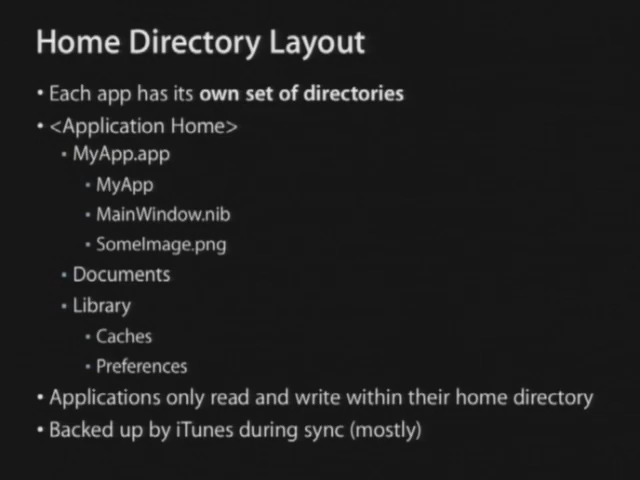 Home Directory Layout
• Each app has its own set of directories
• <Application Home>
▪ MyApp.app
▪ MyApp
▪ MainWindow.nib
▪ SomeImage.png
▪ Documents
▪ Library
▪ Caches
▪ Preferences
• Applications only read and write within their home directory
• Backed up by iTunes during sync (mostly)